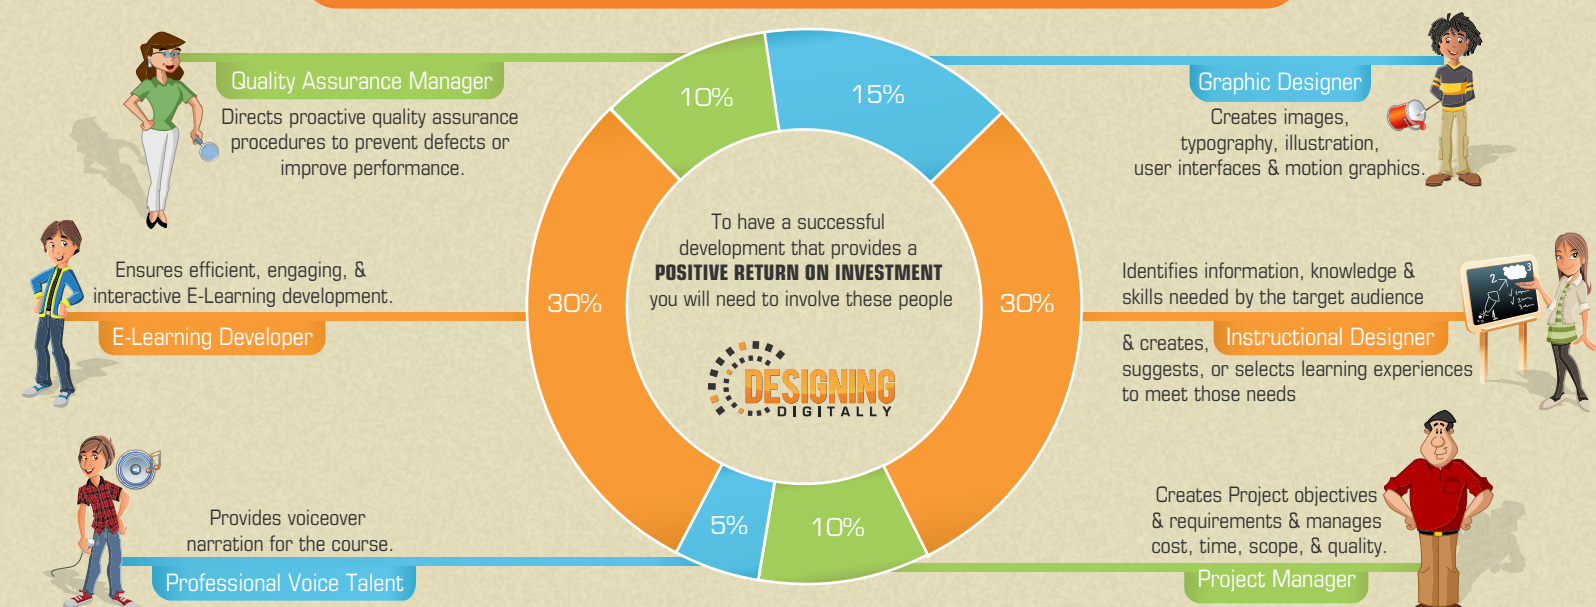 Quality Assurance Manager
Directs proactive quality assurance
procedures to prevent defects or
improve performance.
10%
15%
Graphic Designer
Creates images,
typography, illustration,
user interfaces & motion graphics.
Ensures efficient, engaging, &
interactive E-Learning development.
E-Learning Developer
30%
To have a successful
development that provides a
POSITIVE RETURN ON INVESTMENT
you will need to involve these people
DESIGNING
DIGITALLY
30%
Identifies information, knowledge &
skills needed by the target audience
& creates,
Instructional Designer
suggests, or selects learning experiences
to meet those needs
Provides voiceover
narration for the course.
Professional Voice Talent
5%
10%
Creates Project objectives
& requirements & manages
cost, time, scope, & quality.
Project Manager